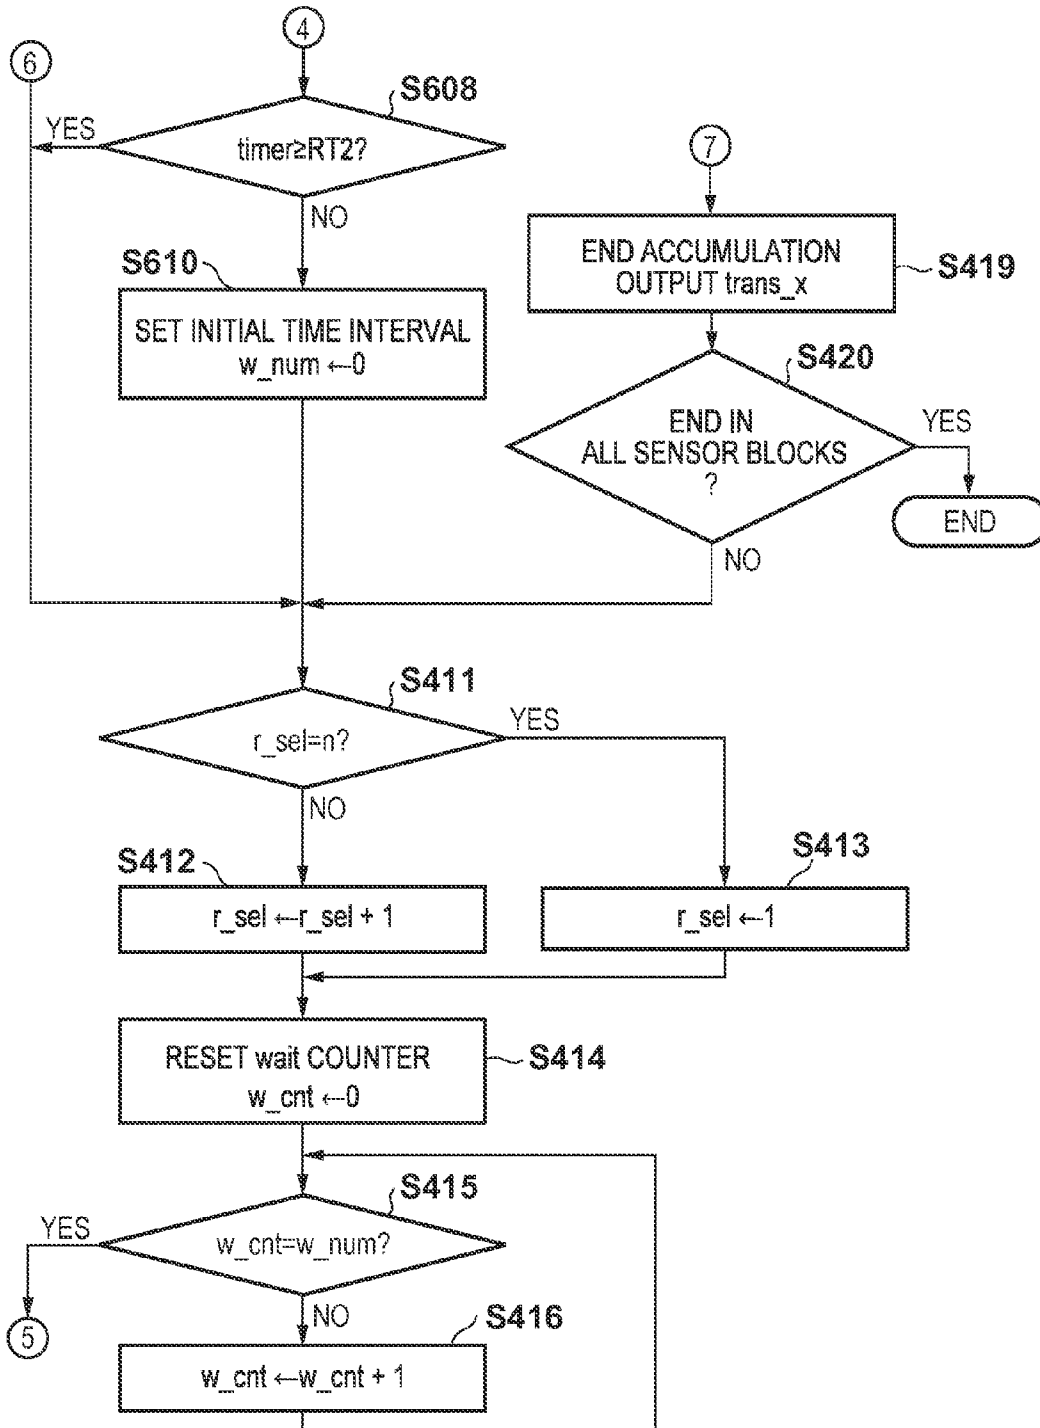 4
6
S608
YES
timer≥RT2?
NO
7
END ACCUMULATION
OUTPUT trans_x
S419
S610
SET INITIAL TIME INTERVAL
w_num ←0
S420
END IN
ALL SENSOR BLOCKS
?
YES
END
NO
S411
r_sel=n?
YES
NO
S412
r_sel ←r_sel + 1
S413
r_sel ←1
RESET wait COUNTER
w_cnt ←0
S414
S415
YES
w_cnt=w_num?
5
NO
S416
w_cnt ←w_cnt + 1